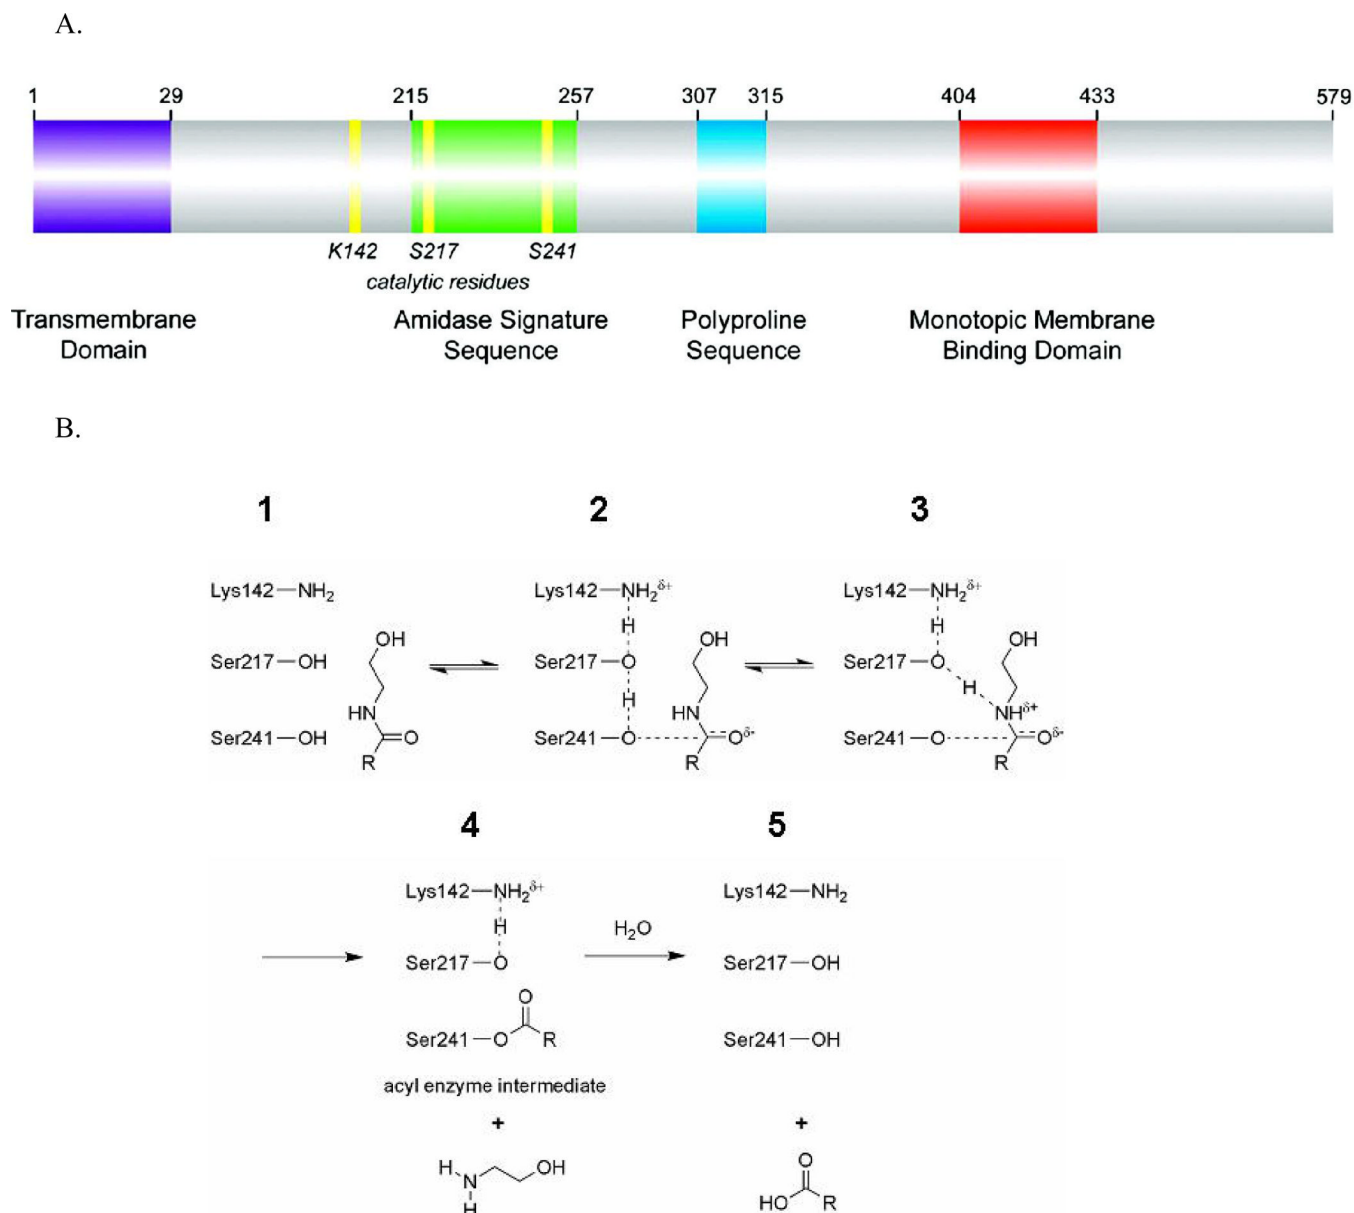 A.
1 29 215 257 307 315 404 433 579
K142 S217 S241
catalytic residues
Transmembrane Amidase Signature Polyproline Monotopic Membrane
Domain Sequence Sequence Binding Domain
B.
1 2 3
Lys142—NH2 Lys142—NH2δ+ Lys142—NH2δ+
H H
OH OH OH
Ser217—OH Ser217—O Ser217—O
H H
HN HN NHδ+
Ser241—OH O Ser241—O Oδ- Ser241—O Oδ-
R R R
4 5
Lys142—NH2δ+ Lys142—NH2
H H2O
Ser217—O Ser217—OH
O
Ser241—O R Ser241—OH
acyl enzyme intermediate
+ +
H N H OH O HO R